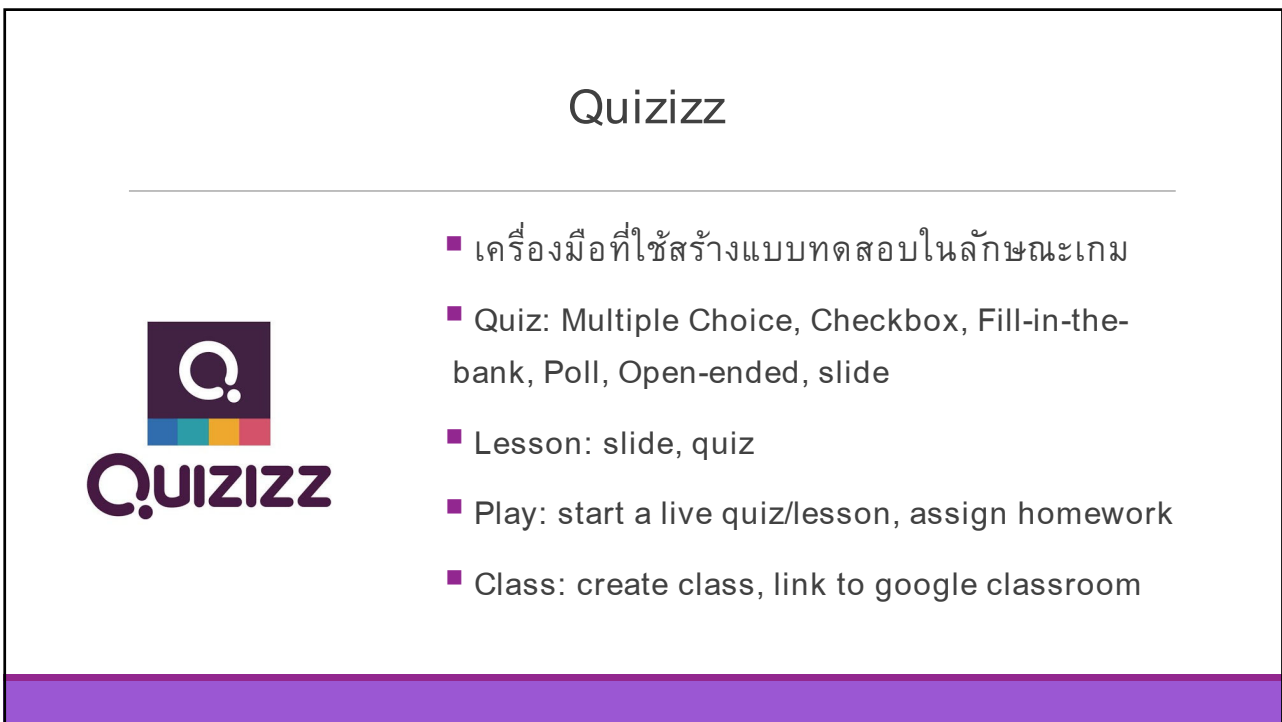 Quizizz
▪ เครื่องมือที่ใช้สร้างแบบทดสอบในลักษณะเกม
▪ Quiz: Multiple Choice, Checkbox, Fill-in-the-
bank, Poll, Open-ended, slide
▪ Lesson: slide, quiz
▪ Play: start a live quiz/lesson, assign homework
▪ Class: create class, link to google classroom
Q
QUIZIZZ